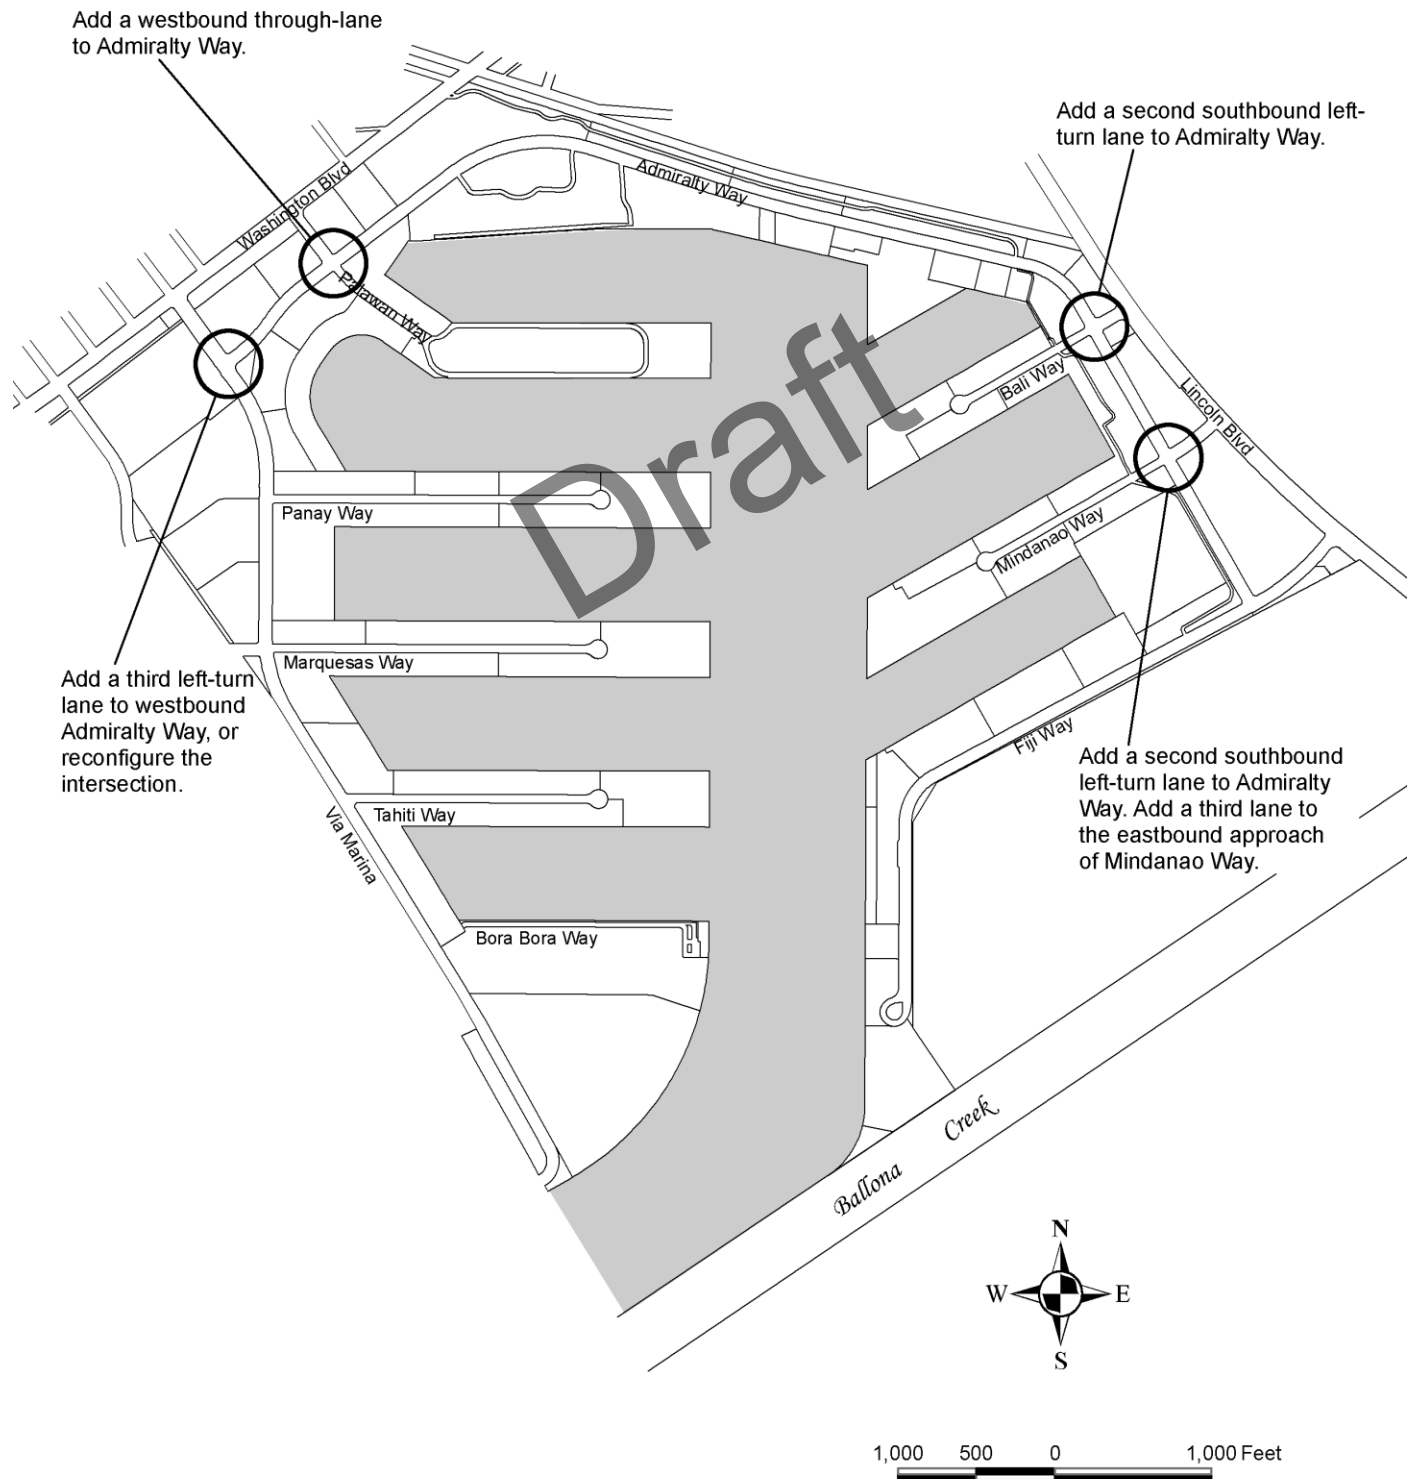 Add a westbound through-lane
to Admiralty Way.
Add a second southbound left-
turn lane to Admiralty Way.
Washington Blvd
Admiralty Way
Palawan Way
Bali Way
Lincoln Blvd
Draft
Panay Way
Mindanao Way
Marquesas Way
Add a third left-turn
lane to westbound
Admiralty Way, or
reconfigure the
intersection.
Fiji Way
Add a second southbound
left-turn lane to Admiralty
Way. Add a third lane to
the eastbound approach
of Mindanao Way.
Tahiti Way
Via Marina
Bora Bora Way
Ballona Creek
N
W E
S
1,000 500 0 1,000 Feet